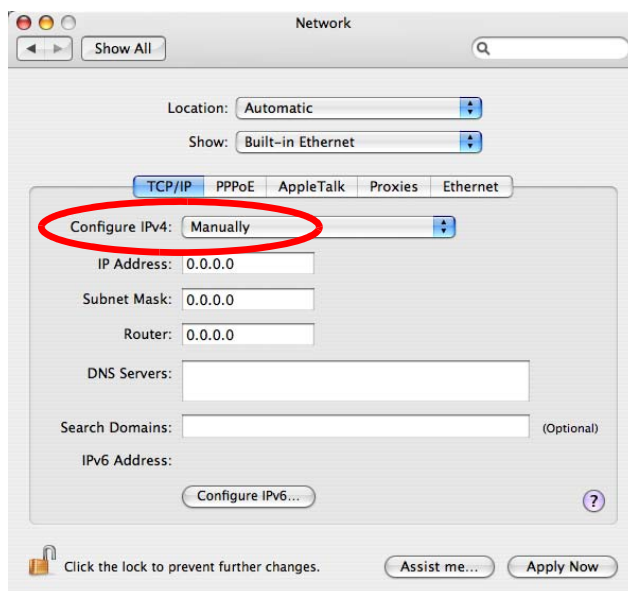 Network
Show All
Location: Automatic
Show: Built-in Ethernet
TCP/IP PPPoE AppleTalk Proxies Ethernet
Configure IPv4: Manually
IP Address: 0.0.0.0
Subnet Mask: 0.0.0.0
Router: 0.0.0.0
DNS Servers:
Search Domains: (Optional)
IPv6 Address:
Configure IPv6... ?
Click the lock to prevent further changes. Assist me... Apply Now